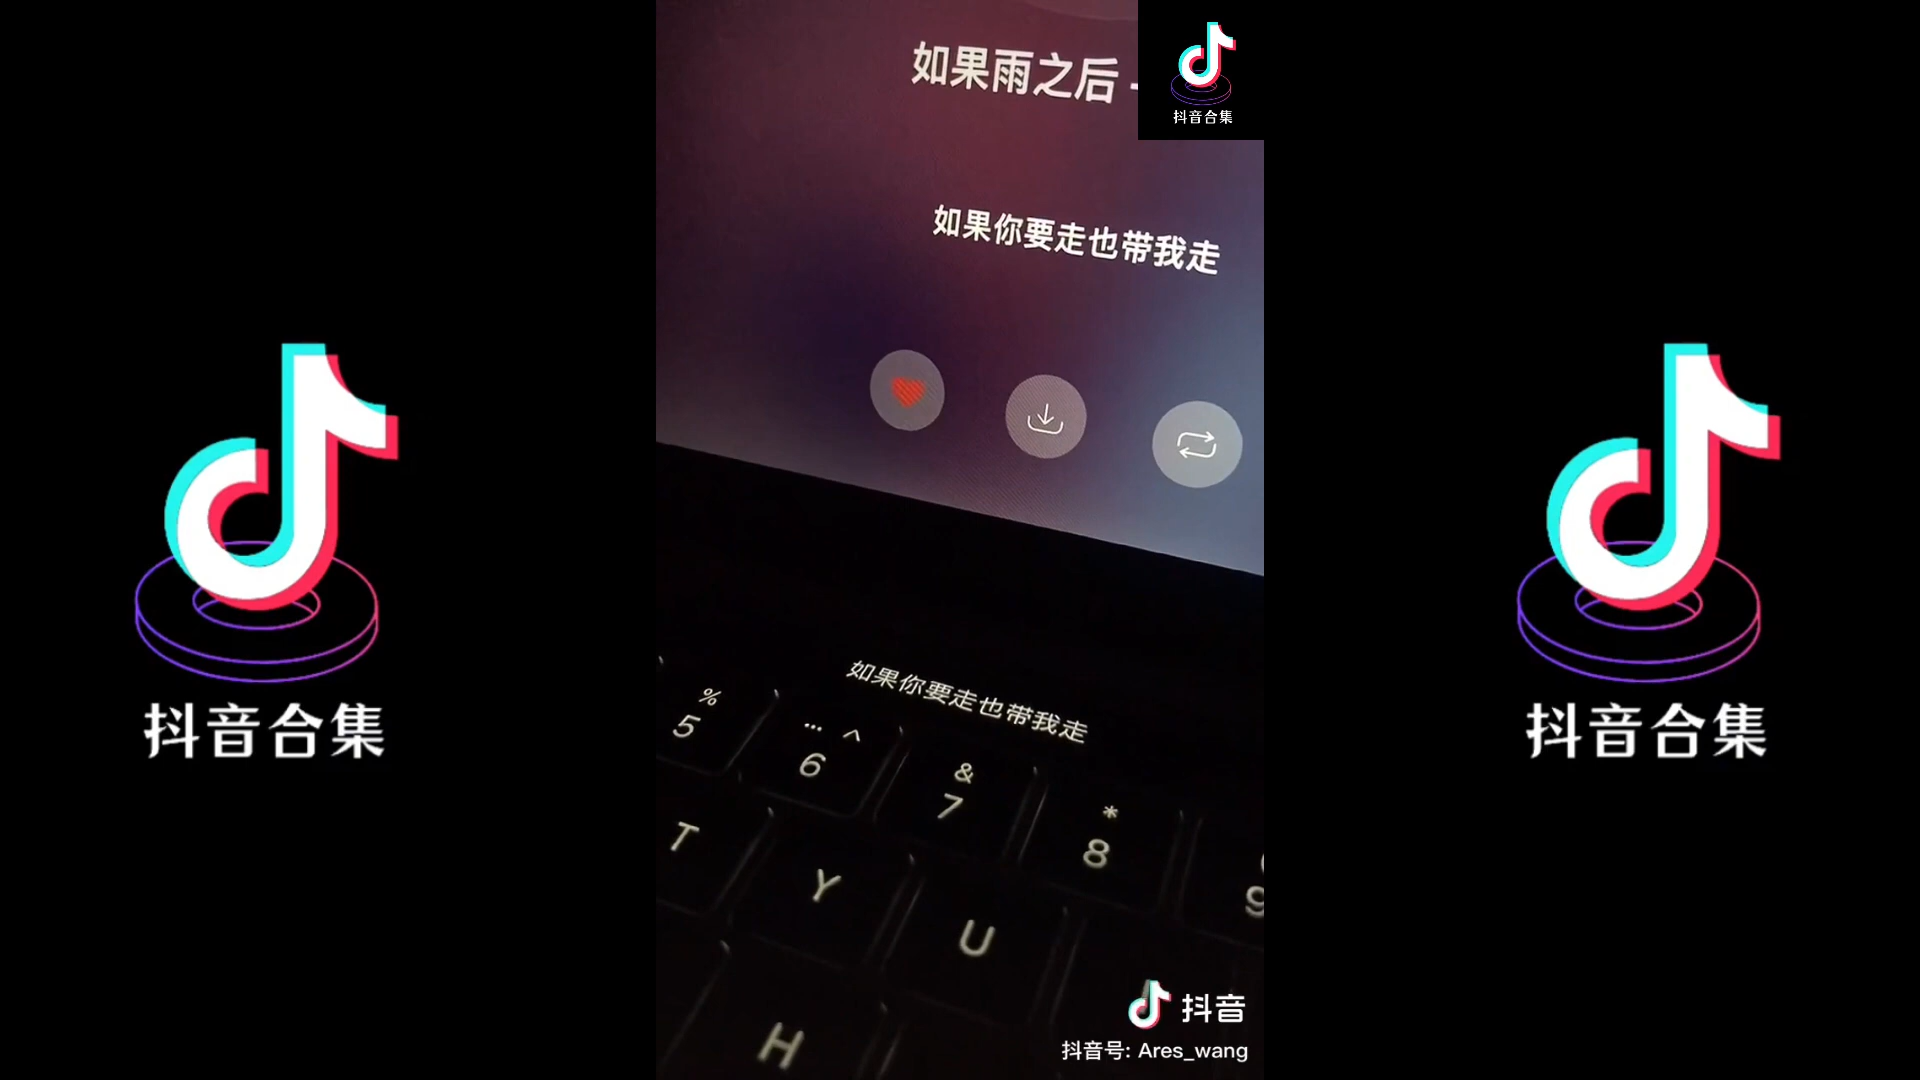 如果雨之后 -
抖音合集
如果你要走也带我走
抖音合集
抖音合集
如果你要走也带我走
%
5
… ^
6
&
7
*
8
9
T
Y
U
H
抖音
抖音号: Ares_wang